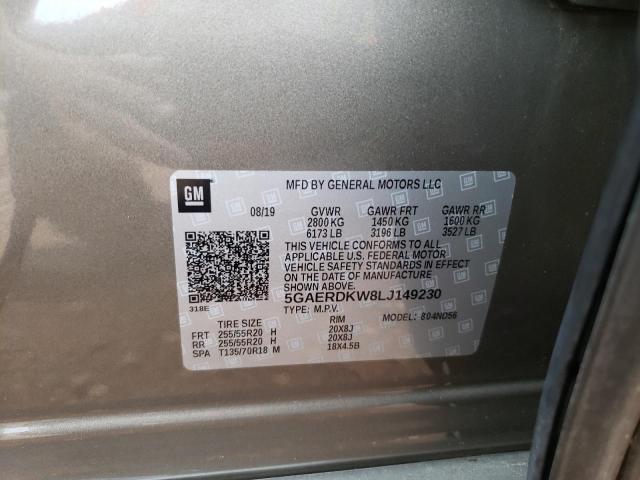 GM
MFD BY GENERAL MOTORS LLC
08/19 GVWR GAWR FRT GAWR RR
2800 KG 1450 KG 1600 KG
6173 LB 3196 LB 3527 LB
THIS VEHICLE CONFORMS TO ALL
APPLICABLE U.S. FEDERAL MOTOR
VEHICLE SAFETY STANDARDS IN EFFECT
ON THE DATE OF MANUFACTURE
SHOWN ABOVE.
5GAERDKW8LJ149230
318E
TYPE: M.P.V. MODEL: 804NO56
TIRE SIZE RIM
FRT 255/55R20 H 20X8J
RR 255/55R20 H 20X8J
SPA T135/70R18 M 18X4.5B